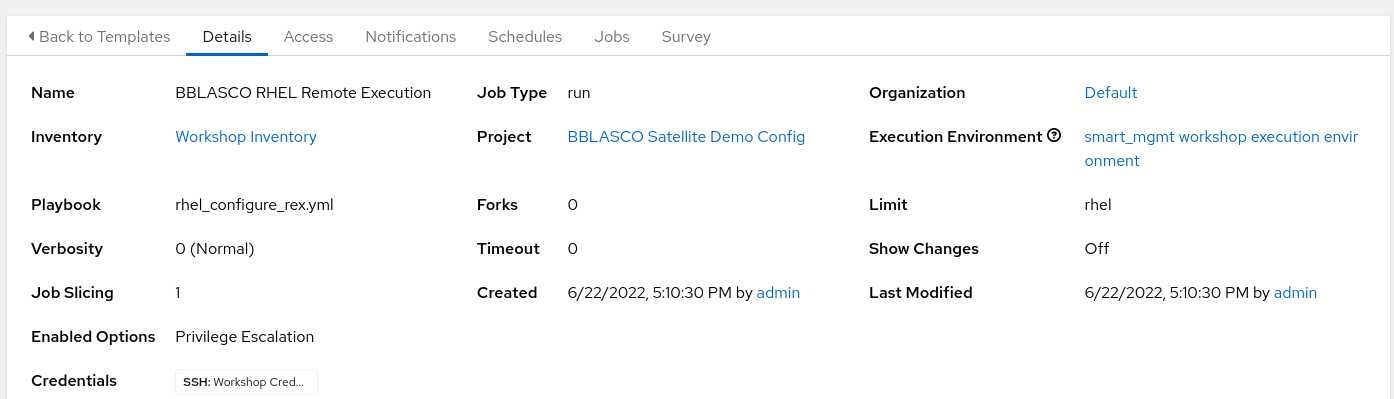 Back to Templates Details Access Notifications Schedules Jobs Survey
Name BBLASCO RHEL Remote Execution Job Type run Organization Default
Inventory Workshop Inventory Project BBLASCO Satellite Demo Config Execution Environment smart_mgmt workshop execution envir
onment
Playbook rhel_configure_rex.yml Forks 0 Limit rhel
Verbosity 0 (Normal) Timeout 0 Show Changes Off
Job Slicing 1 Created 6/22/2022, 5:10:30 PM by admin Last Modified 6/22/2022, 5:10:30 PM by admin
Enabled Options Privilege Escalation
Credentials SSH: Workshop Cred...